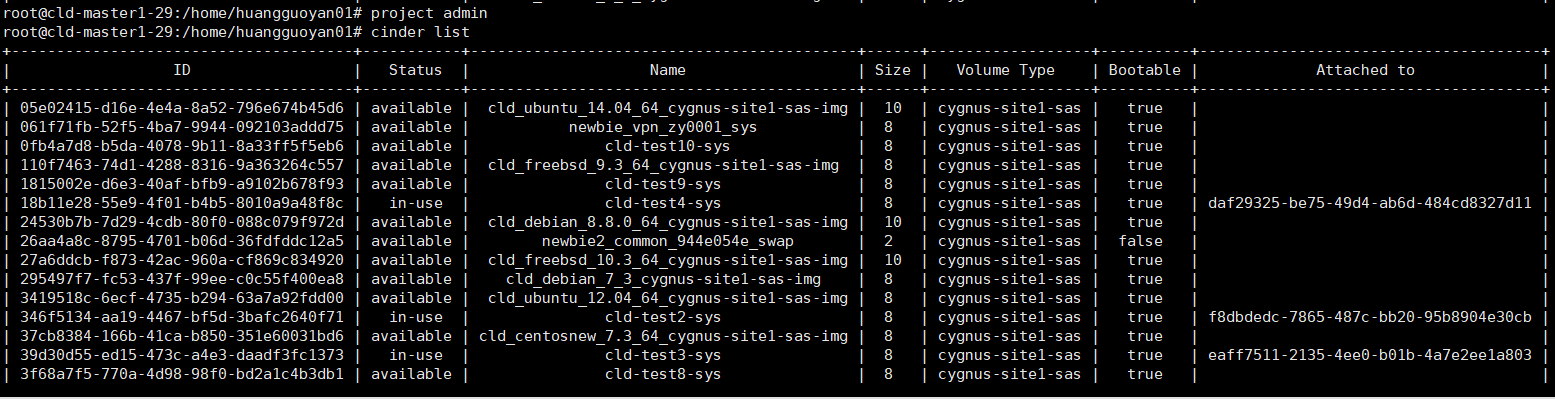 root@cld-master1-29:/home/huangguoyan01# project admin
root@cld-master1-29:/home/huangguoyan01# cinder list
| ID | Status | Name | Size | Volume Type | Bootable | Attached to |
| 05e02415-d16e-4e4a-8a52-796e674b45d6 | available | cld_ubuntu_14.04_64_cygnus-site1-sas-img | 10 | cygnus-site1-sas | true | |
| 061f71fb-52f5-4ba7-9944-092103addd75 | available | newbie_vpn_zy0001_sys | 8 | cygnus-site1-sas | true | |
| 0fb4a7d8-b5da-4078-9b11-8a33ff5f5eb6 | available | cld-test10-sys | 8 | cygnus-site1-sas | true | |
| 110f7463-74d1-4288-8316-9a363264c557 | available | cld_freebsd_9.3_64_cygnus-site1-sas-img | 8 | cygnus-site1-sas | true | |
| 1815002e-d6e3-40af-bfb9-a9102b678f93 | available | cld-test9-sys | 8 | cygnus-site1-sas | true | |
| 18b11e28-55e9-4f01-b4b5-8010a9a48f8c | in-use | cld-test4-sys | 8 | cygnus-site1-sas | true | daf29325-be75-49d4-ab6d-484cd8327d11 |
| 24530b7b-7d29-4cdb-80f0-088c079f972d | available | cld_debian_8.8.0_64_cygnus-site1-sas-img | 10 | cygnus-site1-sas | true | |
| 26aa4a8c-8795-4701-b06d-36fdfddc12a5 | available | newbie2_common_944e054e_swap | 2 | cygnus-site1-sas | false | |
| 27a6ddcb-f873-42ac-960a-cf869c834920 | available | cld_freebsd_10.3_64_cygnus-site1-sas-img | 10 | cygnus-site1-sas | true | |
| 295497f7-fc53-437f-99ee-c0c55f400ea8 | available | cld_debian_7_3_cygnus-site1-sas-img | 8 | cygnus-site1-sas | true | |
| 3419518c-6ecf-4735-b294-63a7a92fdd00 | available | cld_ubuntu_12.04_64_cygnus-site1-sas-img | 8 | cygnus-site1-sas | true | |
| 346f5134-aa19-4467-bf5d-3bafc2640f71 | in-use | cld-test2-sys | 8 | cygnus-site1-sas | true | f8dbdedc-7865-487c-bb20-95b8904e30cb |
| 37cb8384-166b-41ca-b850-351e60031bd6 | available | cld_centosnew_7.3_64_cygnus-site1-sas-img | 8 | cygnus-site1-sas | true | |
| 39d30d55-ed15-473c-a4e3-daadf3fc1373 | in-use | cld-test3-sys | 8 | cygnus-site1-sas | true | eaff7511-2135-4ee0-b01b-4a7e2ee1a803 |
| 3f68a7f5-770a-4d98-98f0-bd2a1c4b3db1 | available | cld-test8-sys | 8 | cygnus-site1-sas | true | |